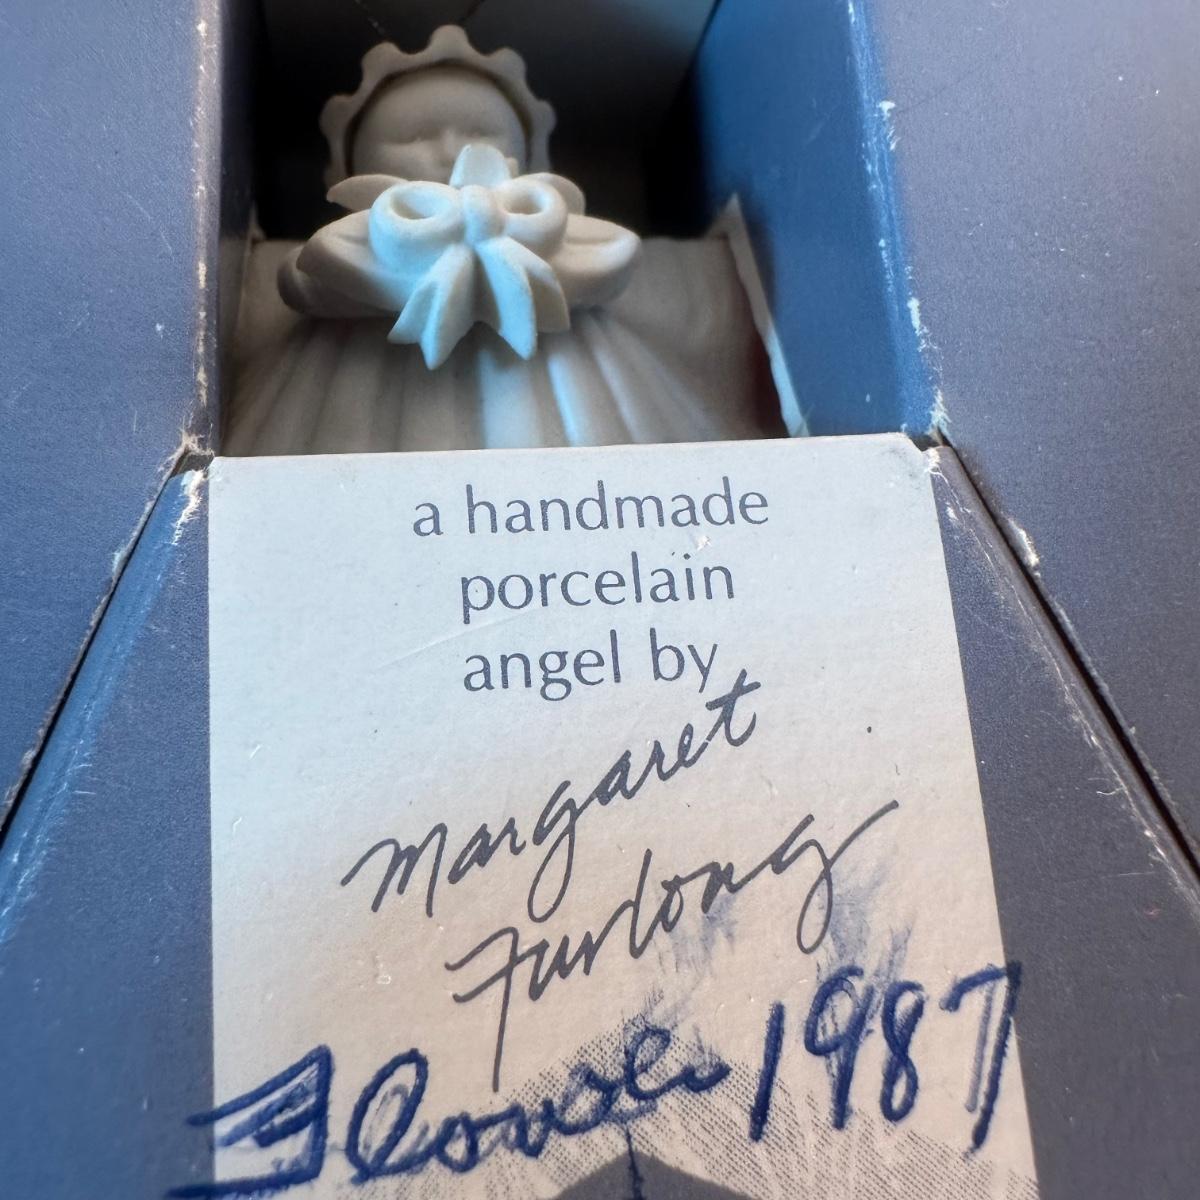 a handmade
porcelain
angel by
Margaret
Furlong
1987